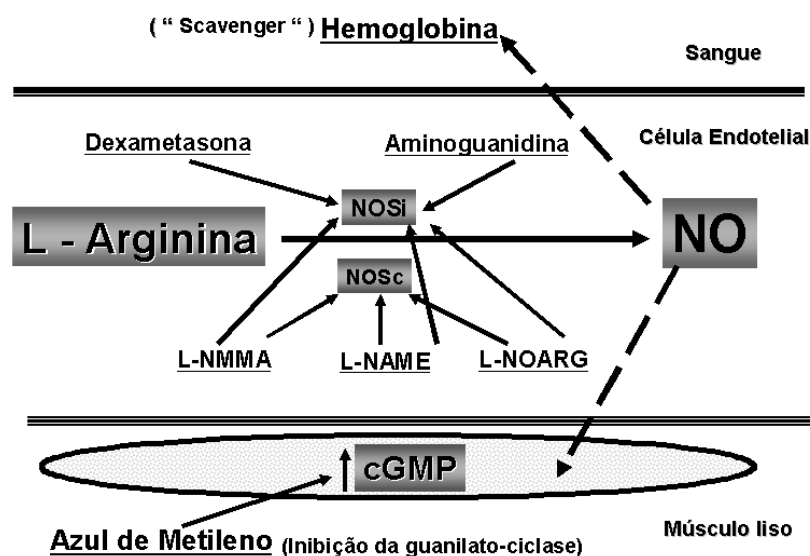 ( “ Scavenger “ ) Hemoglobina
Sangue
Célula Endotelial
Dexametasona
Aminoguanidina
NOSi
L - Arginina
NO
NOSc
L-NMMA
L-NAME
L-NOARG
cGMP
Azul de Metileno (Inibição da guanilato-ciclase)
Músculo liso